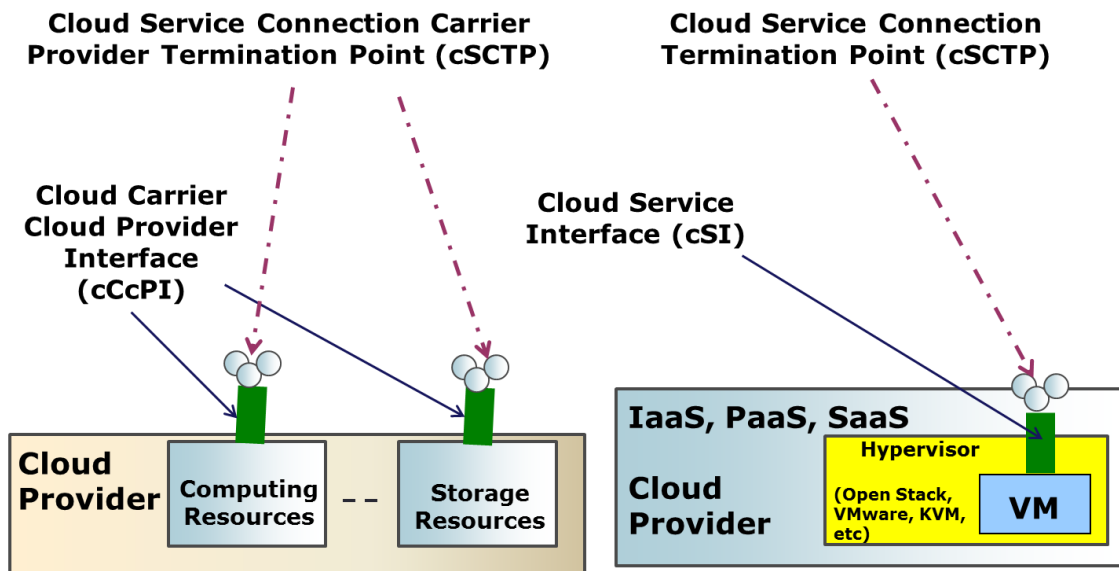 Cloud Service Connection Carrier
Provider Termination Point (cSCTP)
Cloud Service Connection
Termination Point (cSCTP)
Cloud Carrier
Cloud Provider
Interface
(cCcPI)
Cloud Service
Interface (cSI)
Cloud
Provider
Computing
Resources
Storage
Resources
IaaS, PaaS, SaaS
Cloud
Provider
Hypervisor
(Open Stack,
VMware, KVM,
etc)
VM